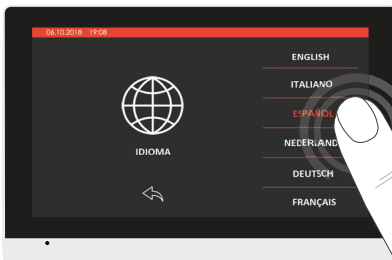 06.10.2018 19:08
ENGLISH
ITALIANO
ESPAÑOL
NEDERLAND
DEUTSCH
FRANÇAIS
IDIOMA